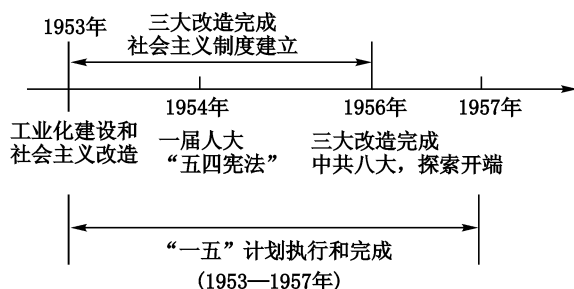 1953年
三大改造完成
社会主义制度建立
1954年
1956年
1957年
工业化建设和
社会主义改造
一届人大
“五四宪法”
三大改造完成
中共八大，探索开端
“一五”计划执行和完成
(1953—1957年)